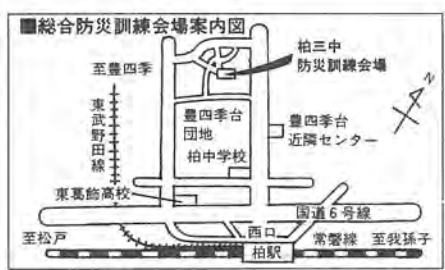 ■総合防災訓練会場案内図
柏三中
防災訓練会場
至豊四季
東武野田線
N
豊四季台
団地
豊四季台
近隣センター
柏中学校
東葛飾高校
国道6号線
西口
至松戸
柏駅
常磐線
至我孫子